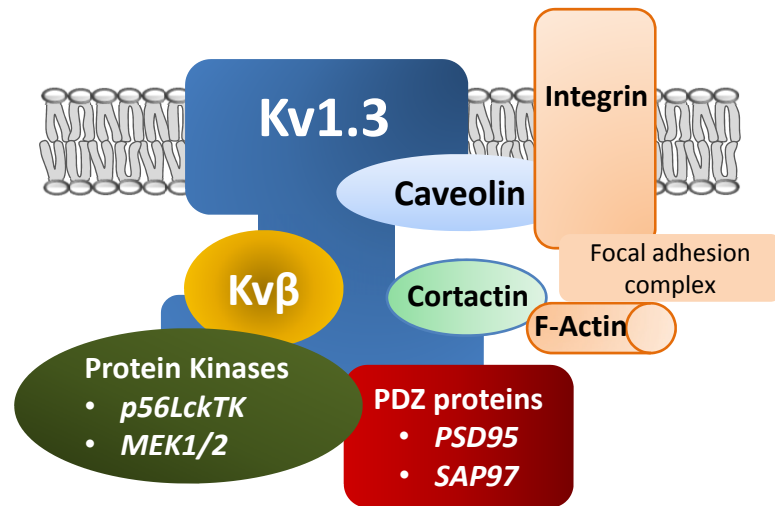 Kv1.3
Integrin
Caveolin
Focal adhesion
complex
Kvβ
Cortactin
F-Actin
Protein Kinases
• p56LckTK
• MEK1/2
PDZ proteins
• PSD95
• SAP97